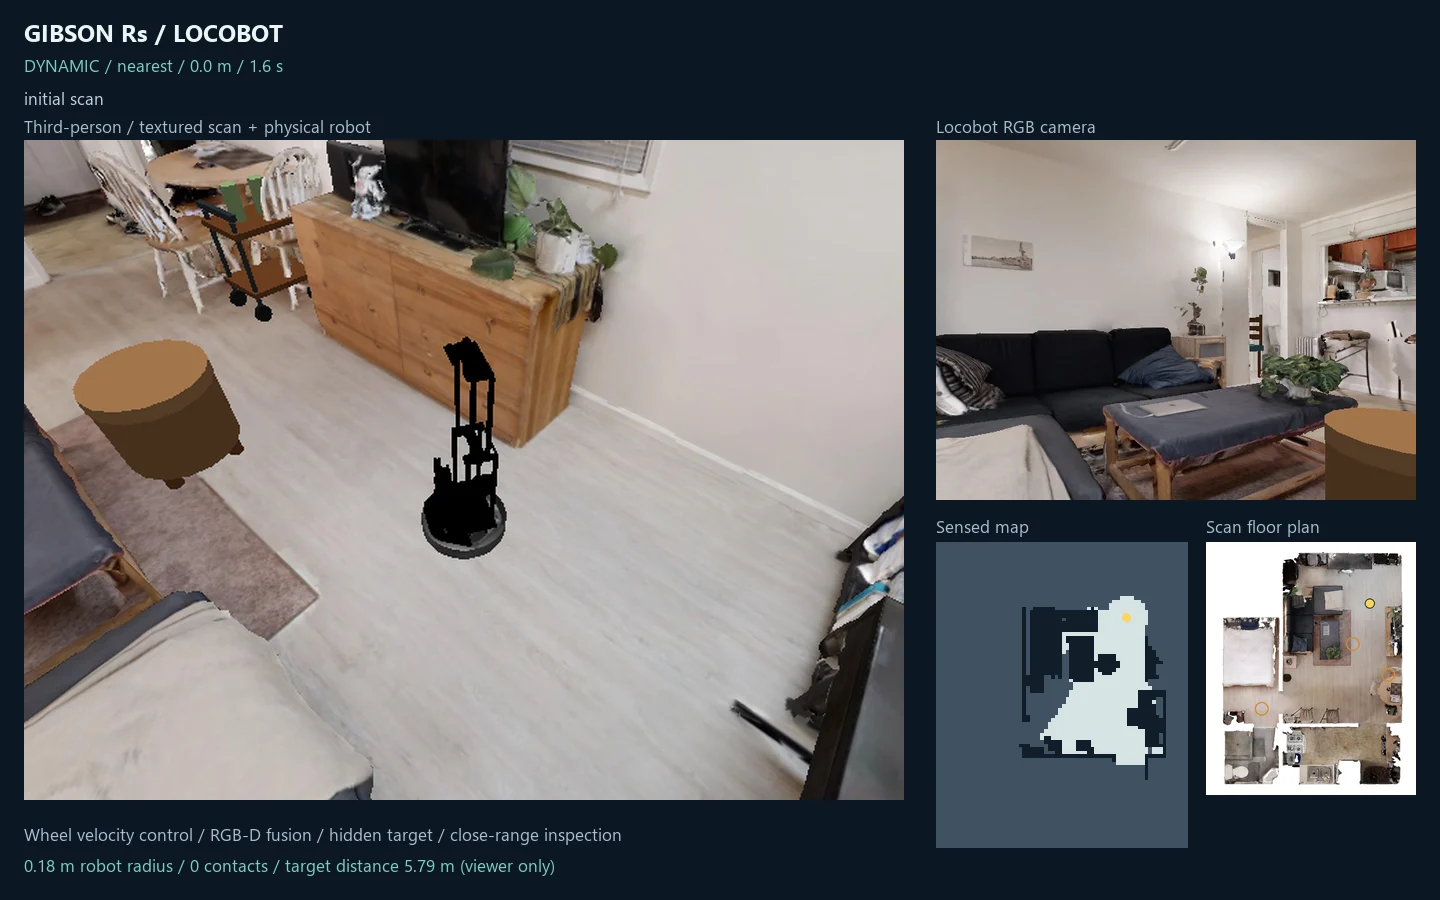 GIBSON Rs / LOCOBOT
DYNAMIC / nearest / 0.0 m / 1.6 s
initial scan
Third-person / textured scan + physical robot
Locobot RGB camera
Sensed map
Scan floor plan
Wheel velocity control / RGB-D fusion / hidden target / close-range inspection
0.18 m robot radius / 0 contacts / target distance 5.79 m (viewer only)